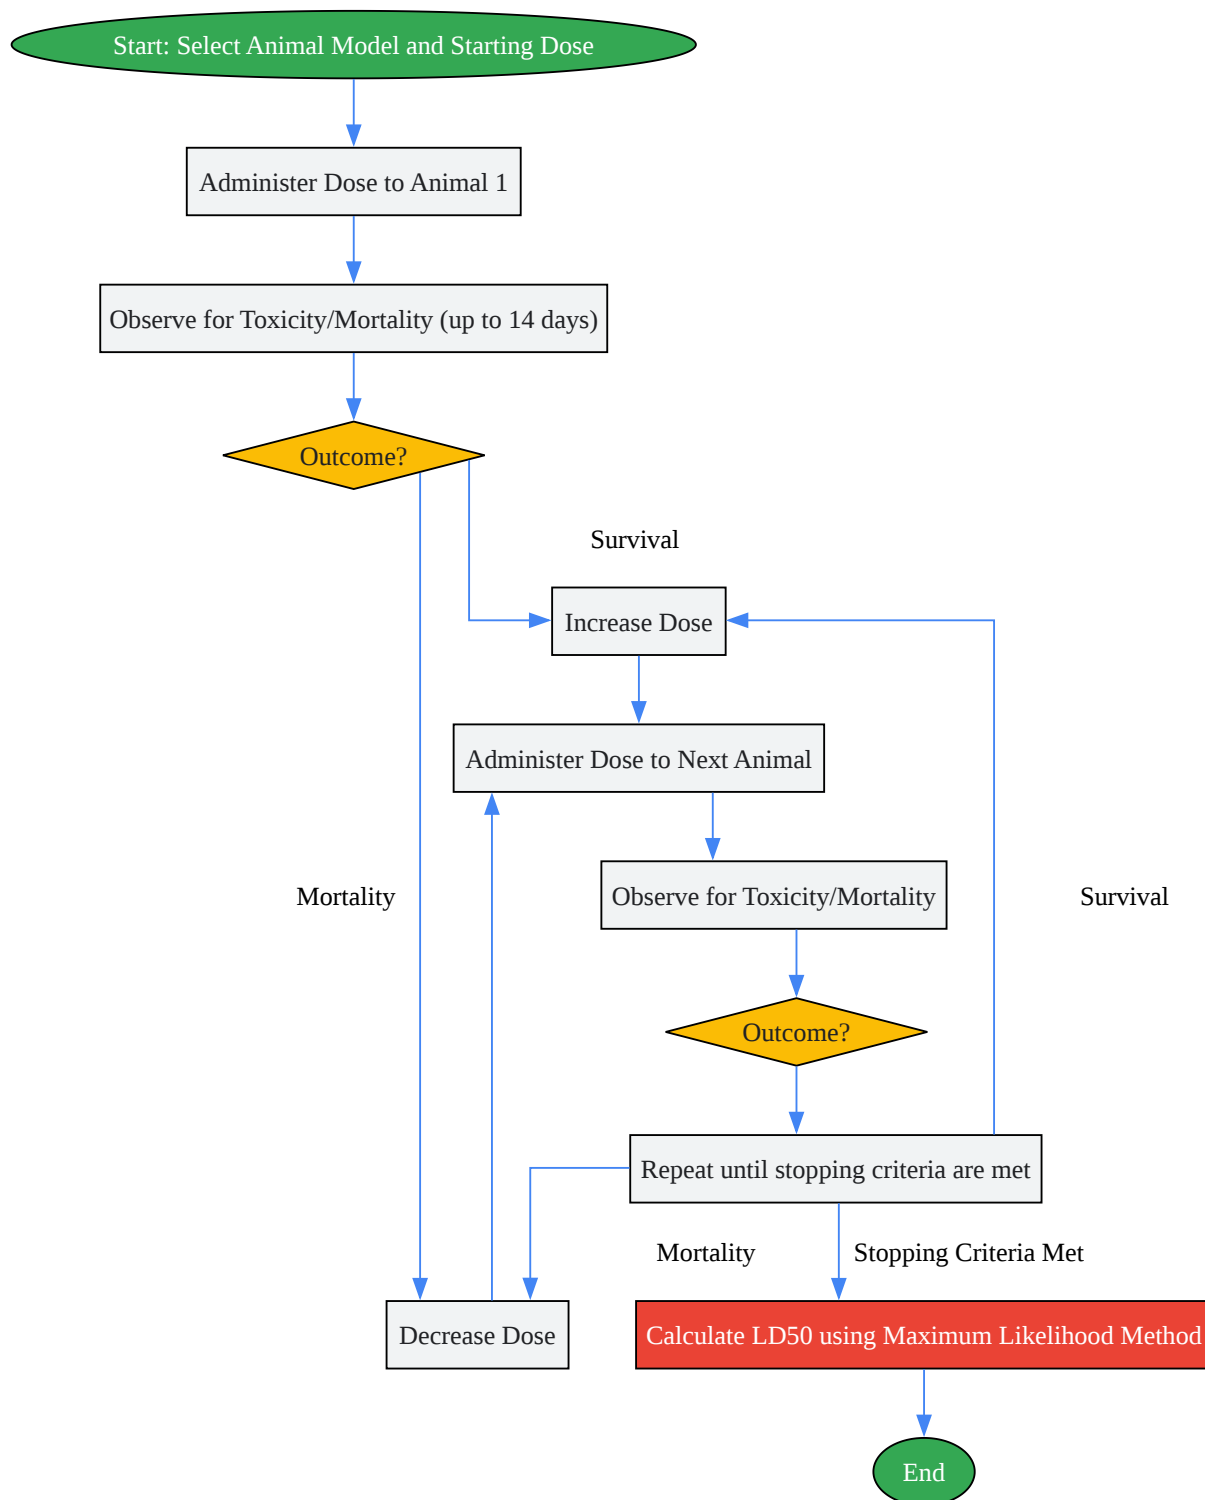 Start: Select Animal Model and Starting Dose
Administer Dose to Animal 1
Observe for Toxicity/Mortality (up to 14 days)
Outcome?
Survival
Increase Dose
Administer Dose to Next Animal
Observe for Toxicity/Mortality
Mortality
Survival
Outcome?
Repeat until stopping criteria are met
Mortality
Stopping Criteria Met
Decrease Dose
Calculate LD50 using Maximum Likelihood Method
End